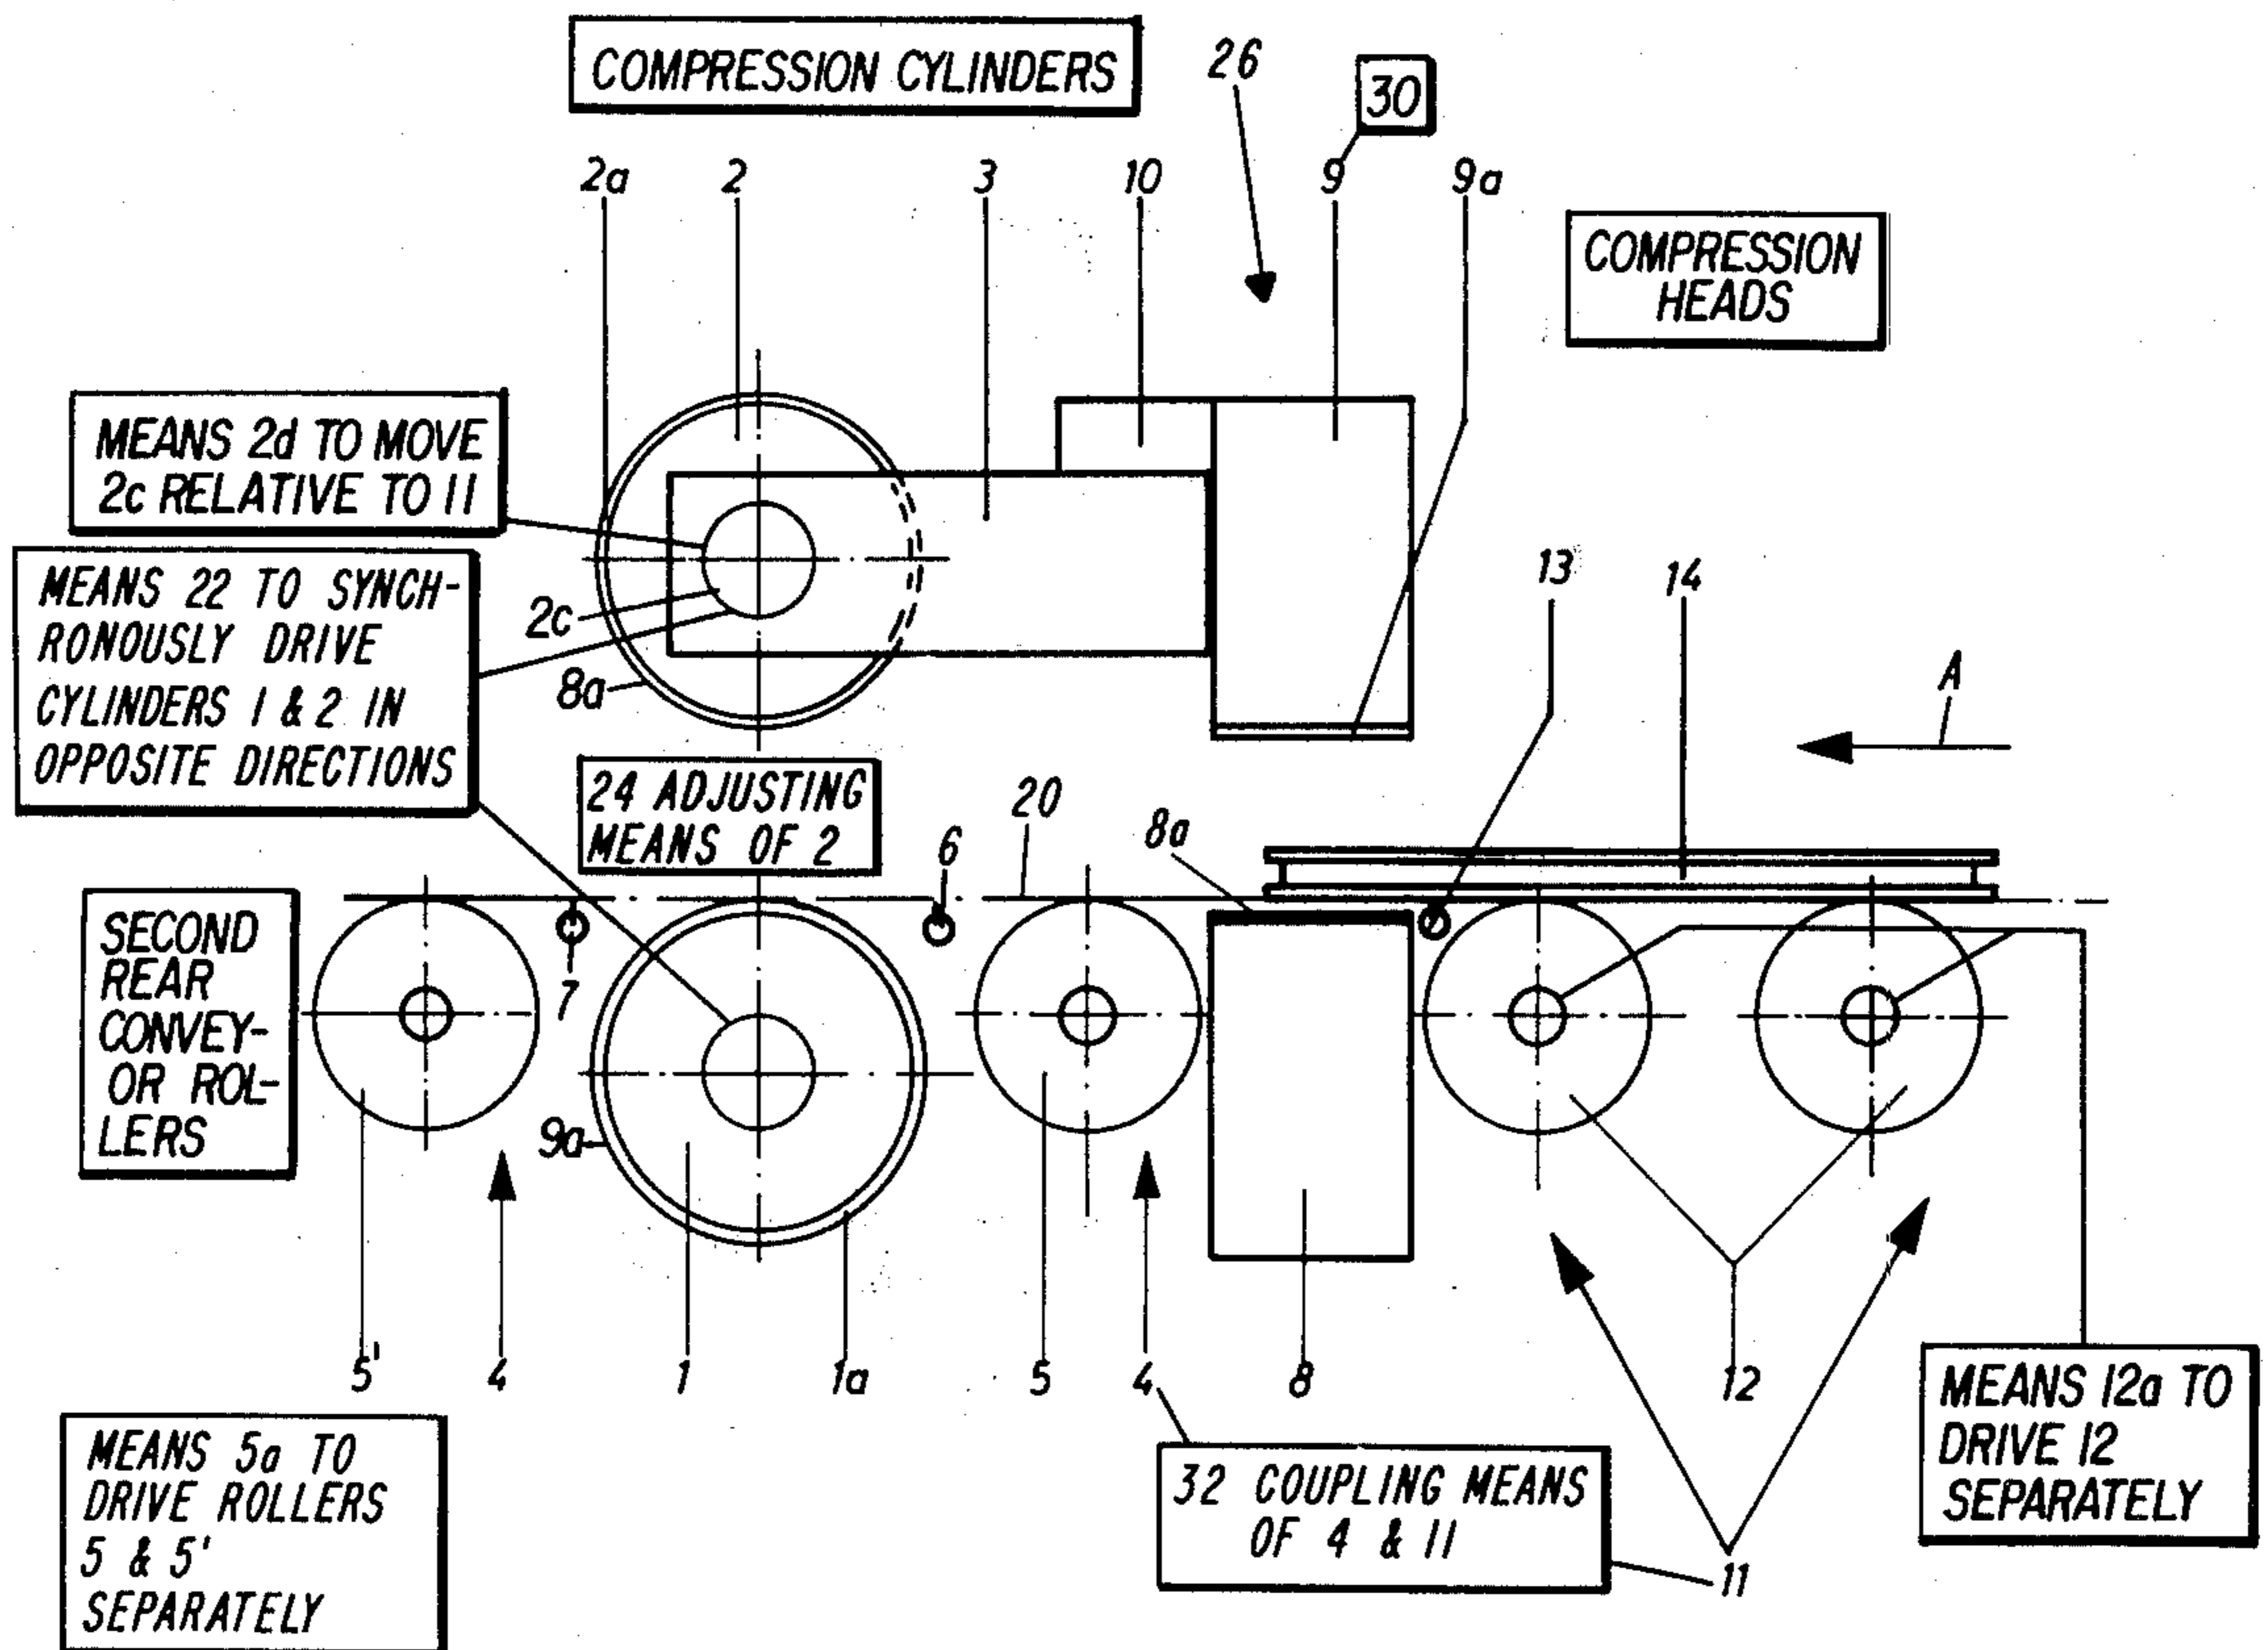 COMPRESSION CYLINDERS
26
30
2a 2 3 10 9 9a
COMPRESSION
HEADS
MEANS 2d TO MOVE
2c RELATIVE TO 11
MEANS 22 TO SYNCH-
RONOUSLY DRIVE
CYLINDERS 1 & 2 IN
OPPOSITE DIRECTIONS
2c
8a
13
14
A
24 ADJUSTING
MEANS OF 2
6
20
8a
SECOND
REAR
CONVEY-
OR ROL-
LERS
7
9a
5' 4 1 1a 5 4 8 12
MEANS 5a TO
DRIVE ROLLERS
5 & 5'
SEPARATELY
32 COUPLING MEANS
OF 4 & 11
11
MEANS 12a TO
DRIVE 12
SEPARATELY